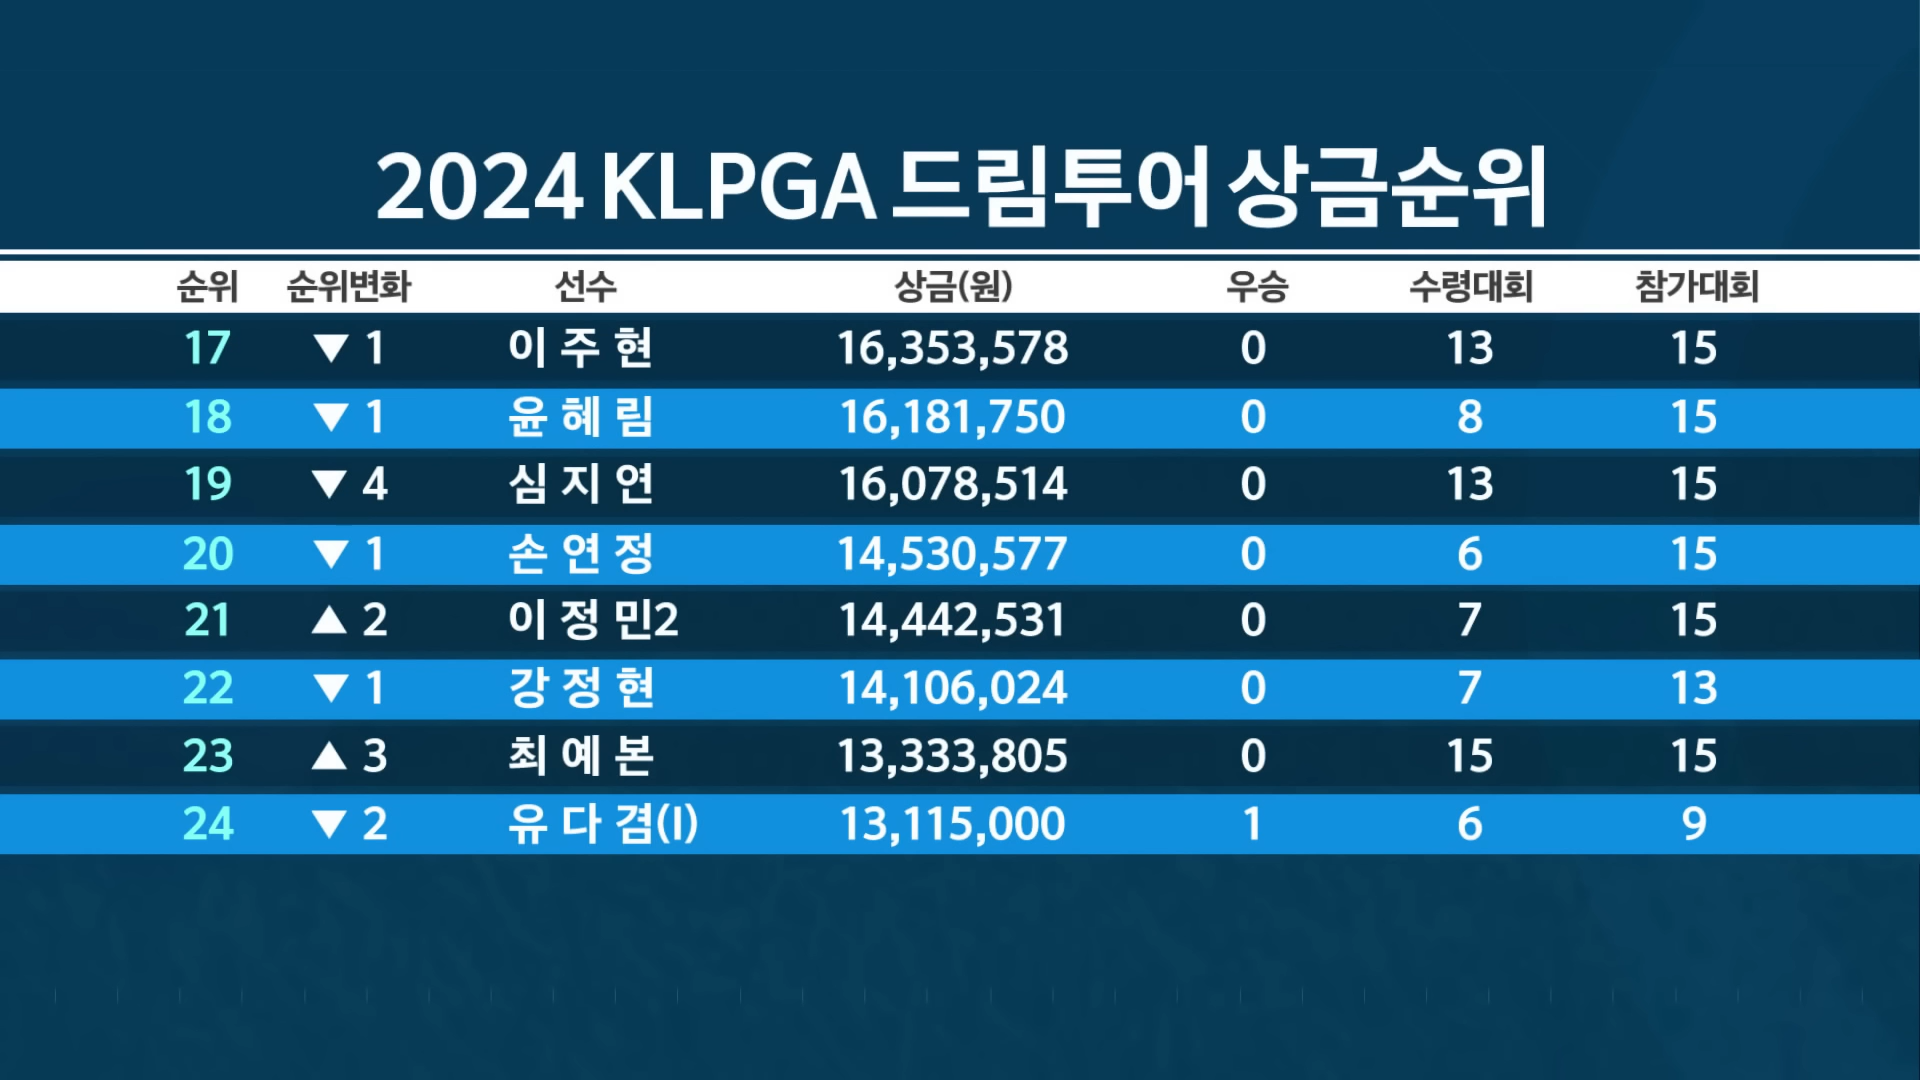 2024 KLPGA 드림투어 상금순위
순위 순위변화 선수 상금(원) 우승 수령대회 참가대회
17 ▼ 1 이 주 현 16,353,578 0 13 15
18 ▼ 1 윤 혜 림 16,181,750 0 8 15
19 ▼ 4 심 지 연 16,078,514 0 13 15
20 ▼ 1 손 연 정 14,530,577 0 6 15
21 ▲ 2 이 정 민2 14,442,531 0 7 15
22 ▼ 1 강 정 현 14,106,024 0 7 13
23 ▲ 3 최 예 본 13,333,805 0 15 15
24 ▼ 2 유 다 겸(I) 13,115,000 1 6 9